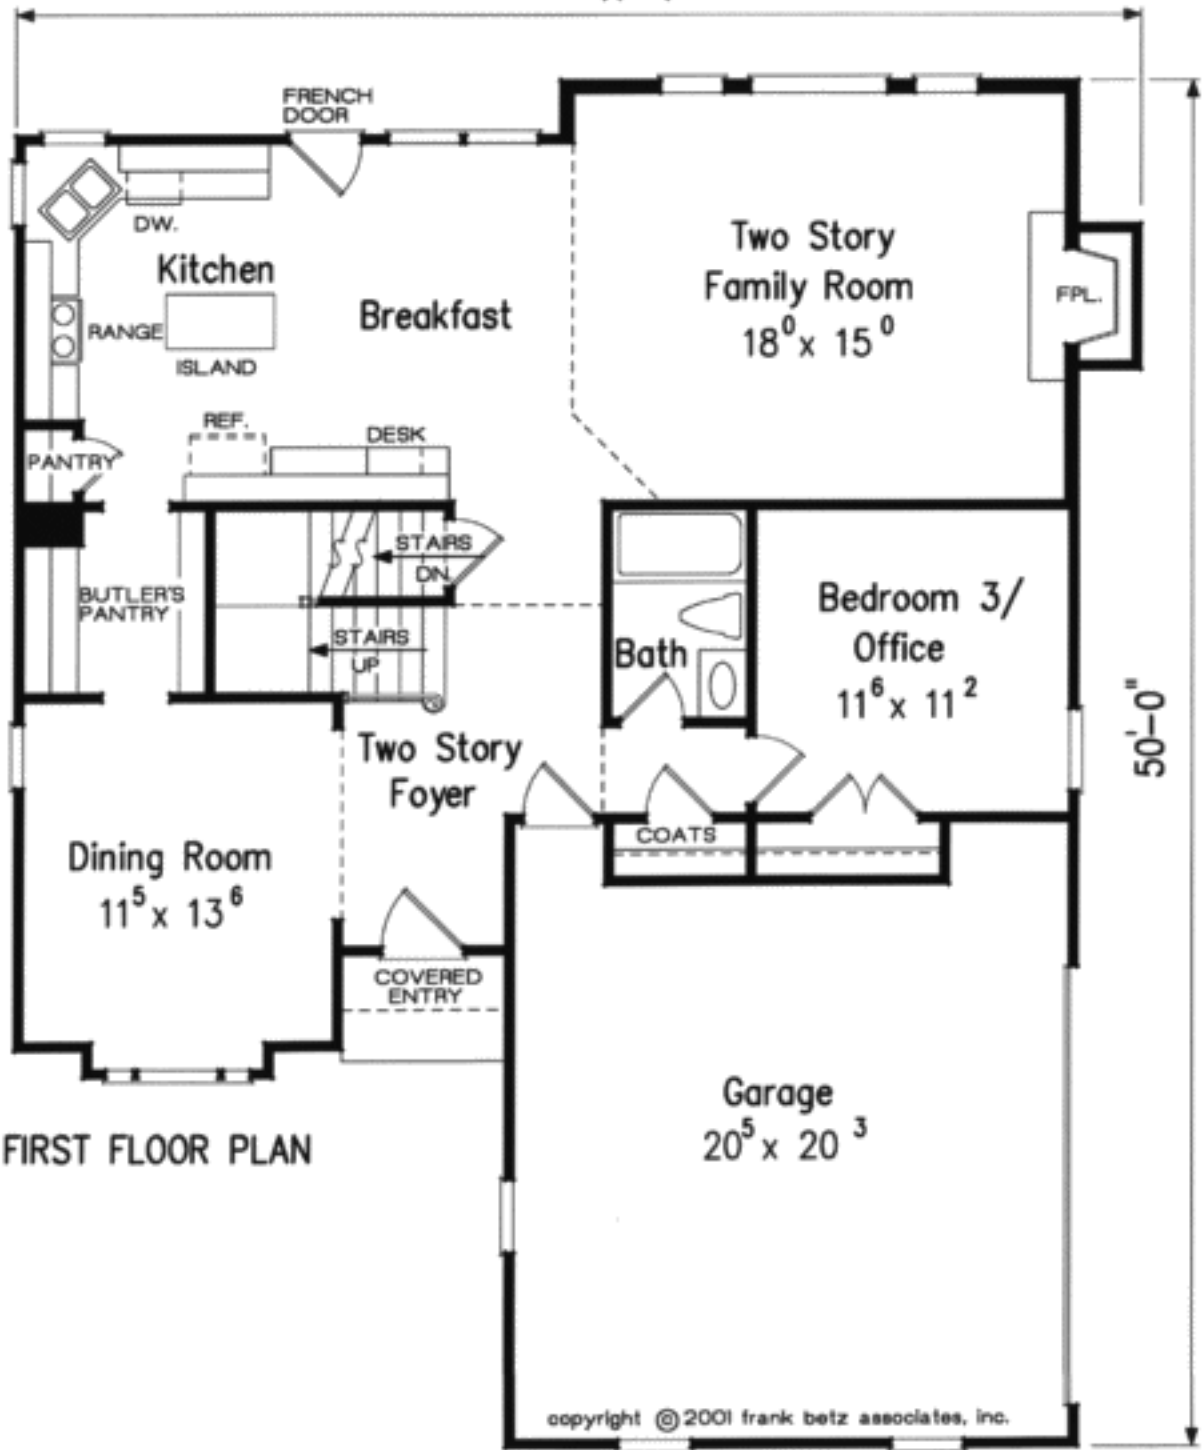 FRENCH
DOOR
DW.
Kitchen
RANGE
ISLAND
Breakfast
Two Story
Family Room
18⁰ x 15⁰
FPL.
REF.
DESK
PANTRY
BUTLER'S
PANTRY
STAIRS
DN.
STAIRS
UP
Bath
Bedroom 3/
Office
11⁶ x 11²
50'-0"
Two Story
Foyer
COATS
Dining Room
11⁵ x 13⁶
COVERED
ENTRY
Garage
20⁵ x 20³
FIRST FLOOR PLAN
copyright © 2001 frank betz associates, inc.